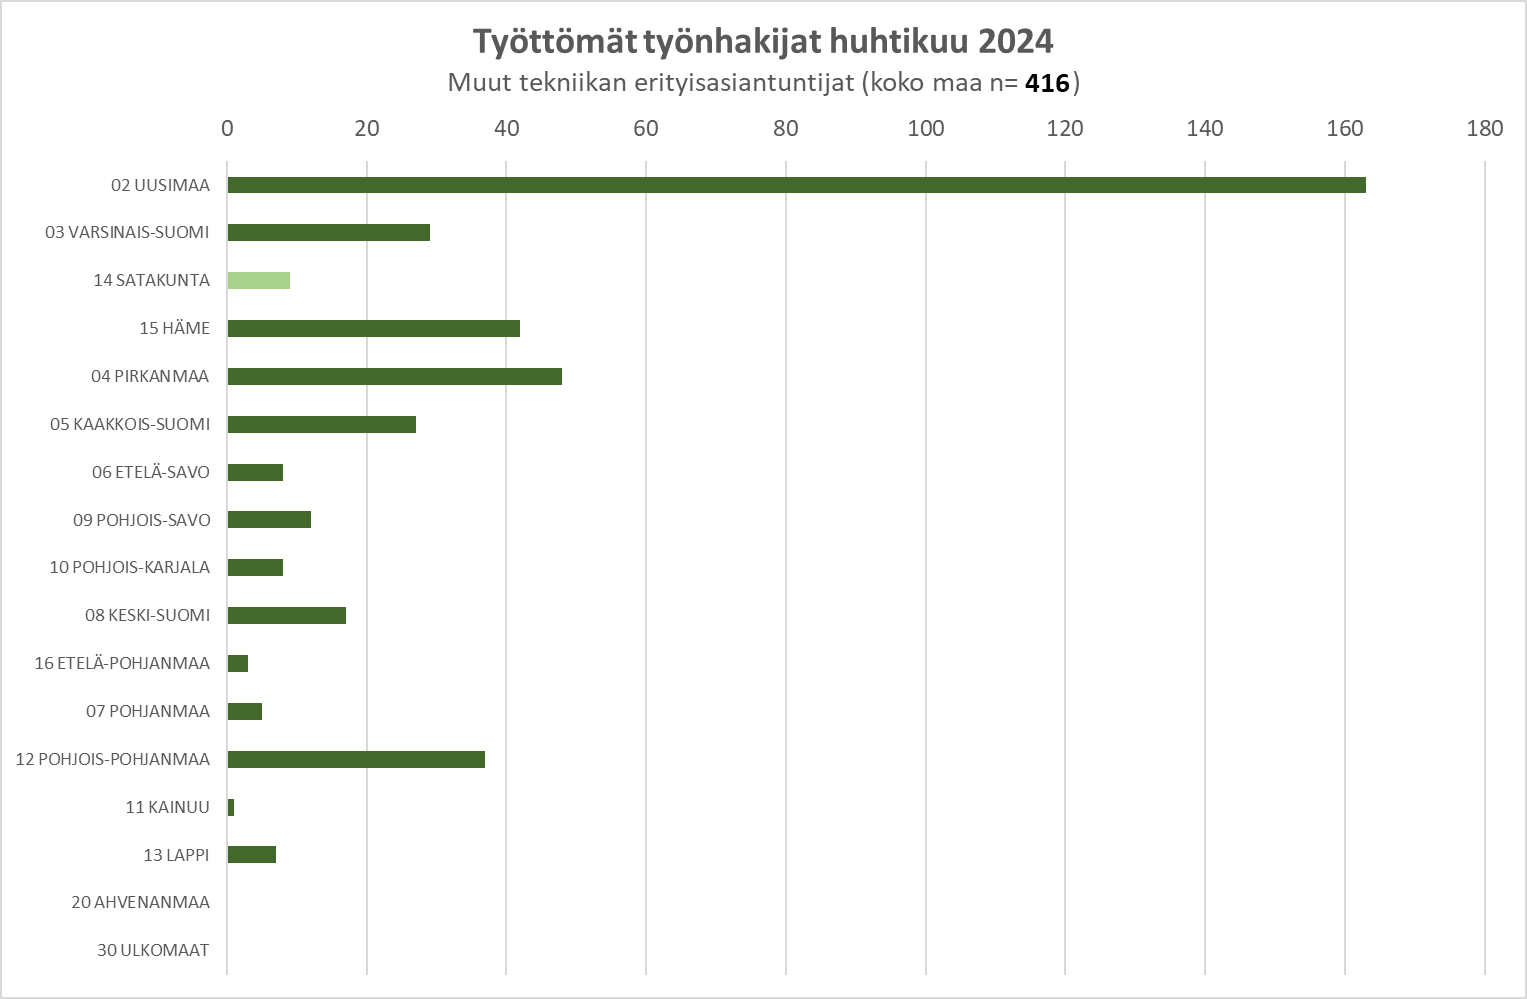 Työttömät työnhakijat huhtikuu 2024
Muut tekniikan erityisasiantuntijat (koko maa n= 416)
0 20 40 60 80 100 120 140 160 180
02 UUSIMAA
03 VARSINAIS-SUOMI
14 SATAKUNTA
15 HÄME
04 PIRKANMAA
05 KAAKKOIS-SUOMI
06 ETELÄ-SAVO
09 POHJOIS-SAVO
10 POHJOIS-KARJALA
08 KESKI-SUOMI
16 ETELÄ-POHJANMAA
07 POHJANMAA
12 POHJOIS-POHJANMAA
11 KAINUU
13 LAPPI
20 AHVENANMAA
30 ULKOMAAT